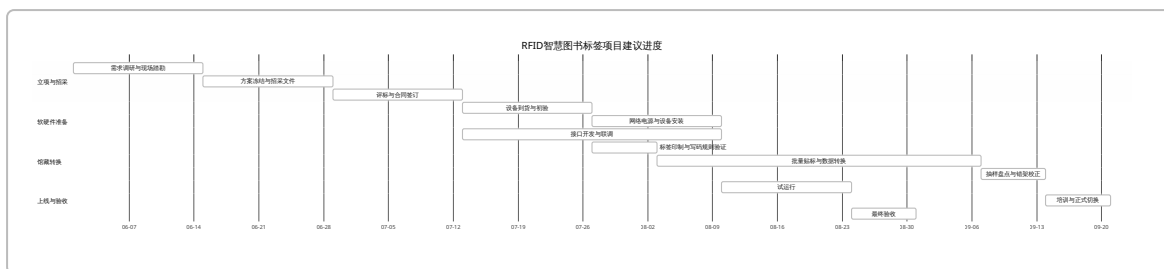 RFID智慧图书标签项目建议进度
需求调研与现场踏勘
立项与招采
方案冻结与招采文件
评标与合同签订
设备到货与初验
软硬件准备
网络电源与设备安装
接口开发与联调
标签印制与写码规则验证
馆藏转换
批量贴标与数据转换
抽样盘点与错架校正
试运行
上线与验收
培训与正式切换
最终验收
06-07 06-14 06-21 06-28 07-05 07-12 07-19 07-26 08-02 08-09 08-16 08-23 08-30 09-06 09-13 09-20